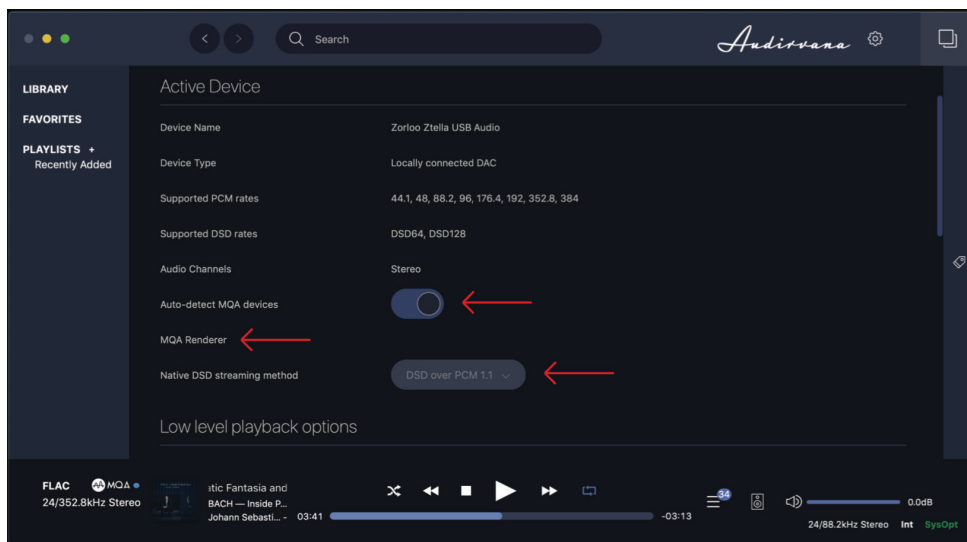 Search
Audirvana
LIBRARY
FAVORITES
PLAYLISTS +
Recently Added
Active Device
Device Name Zorloo Ztella USB Audio
Device Type Locally connected DAC
Supported PCM rates 44.1, 48, 88.2, 96, 176.4, 192, 352.8, 384
Supported DSD rates DSD64, DSD128
Audio Channels Stereo
Auto-detect MQA devices
MQA Renderer
Native DSD streaming method DSD over PCM 1.1
Low level playback options
FLAC MQA
24/352.8kHz Stereo
atic Fantasia and
BACH — Inside P...
Johann Sebasti... - 03:41 -03:13
34
0.0dB
24/88.2kHz Stereo Int SysOpt